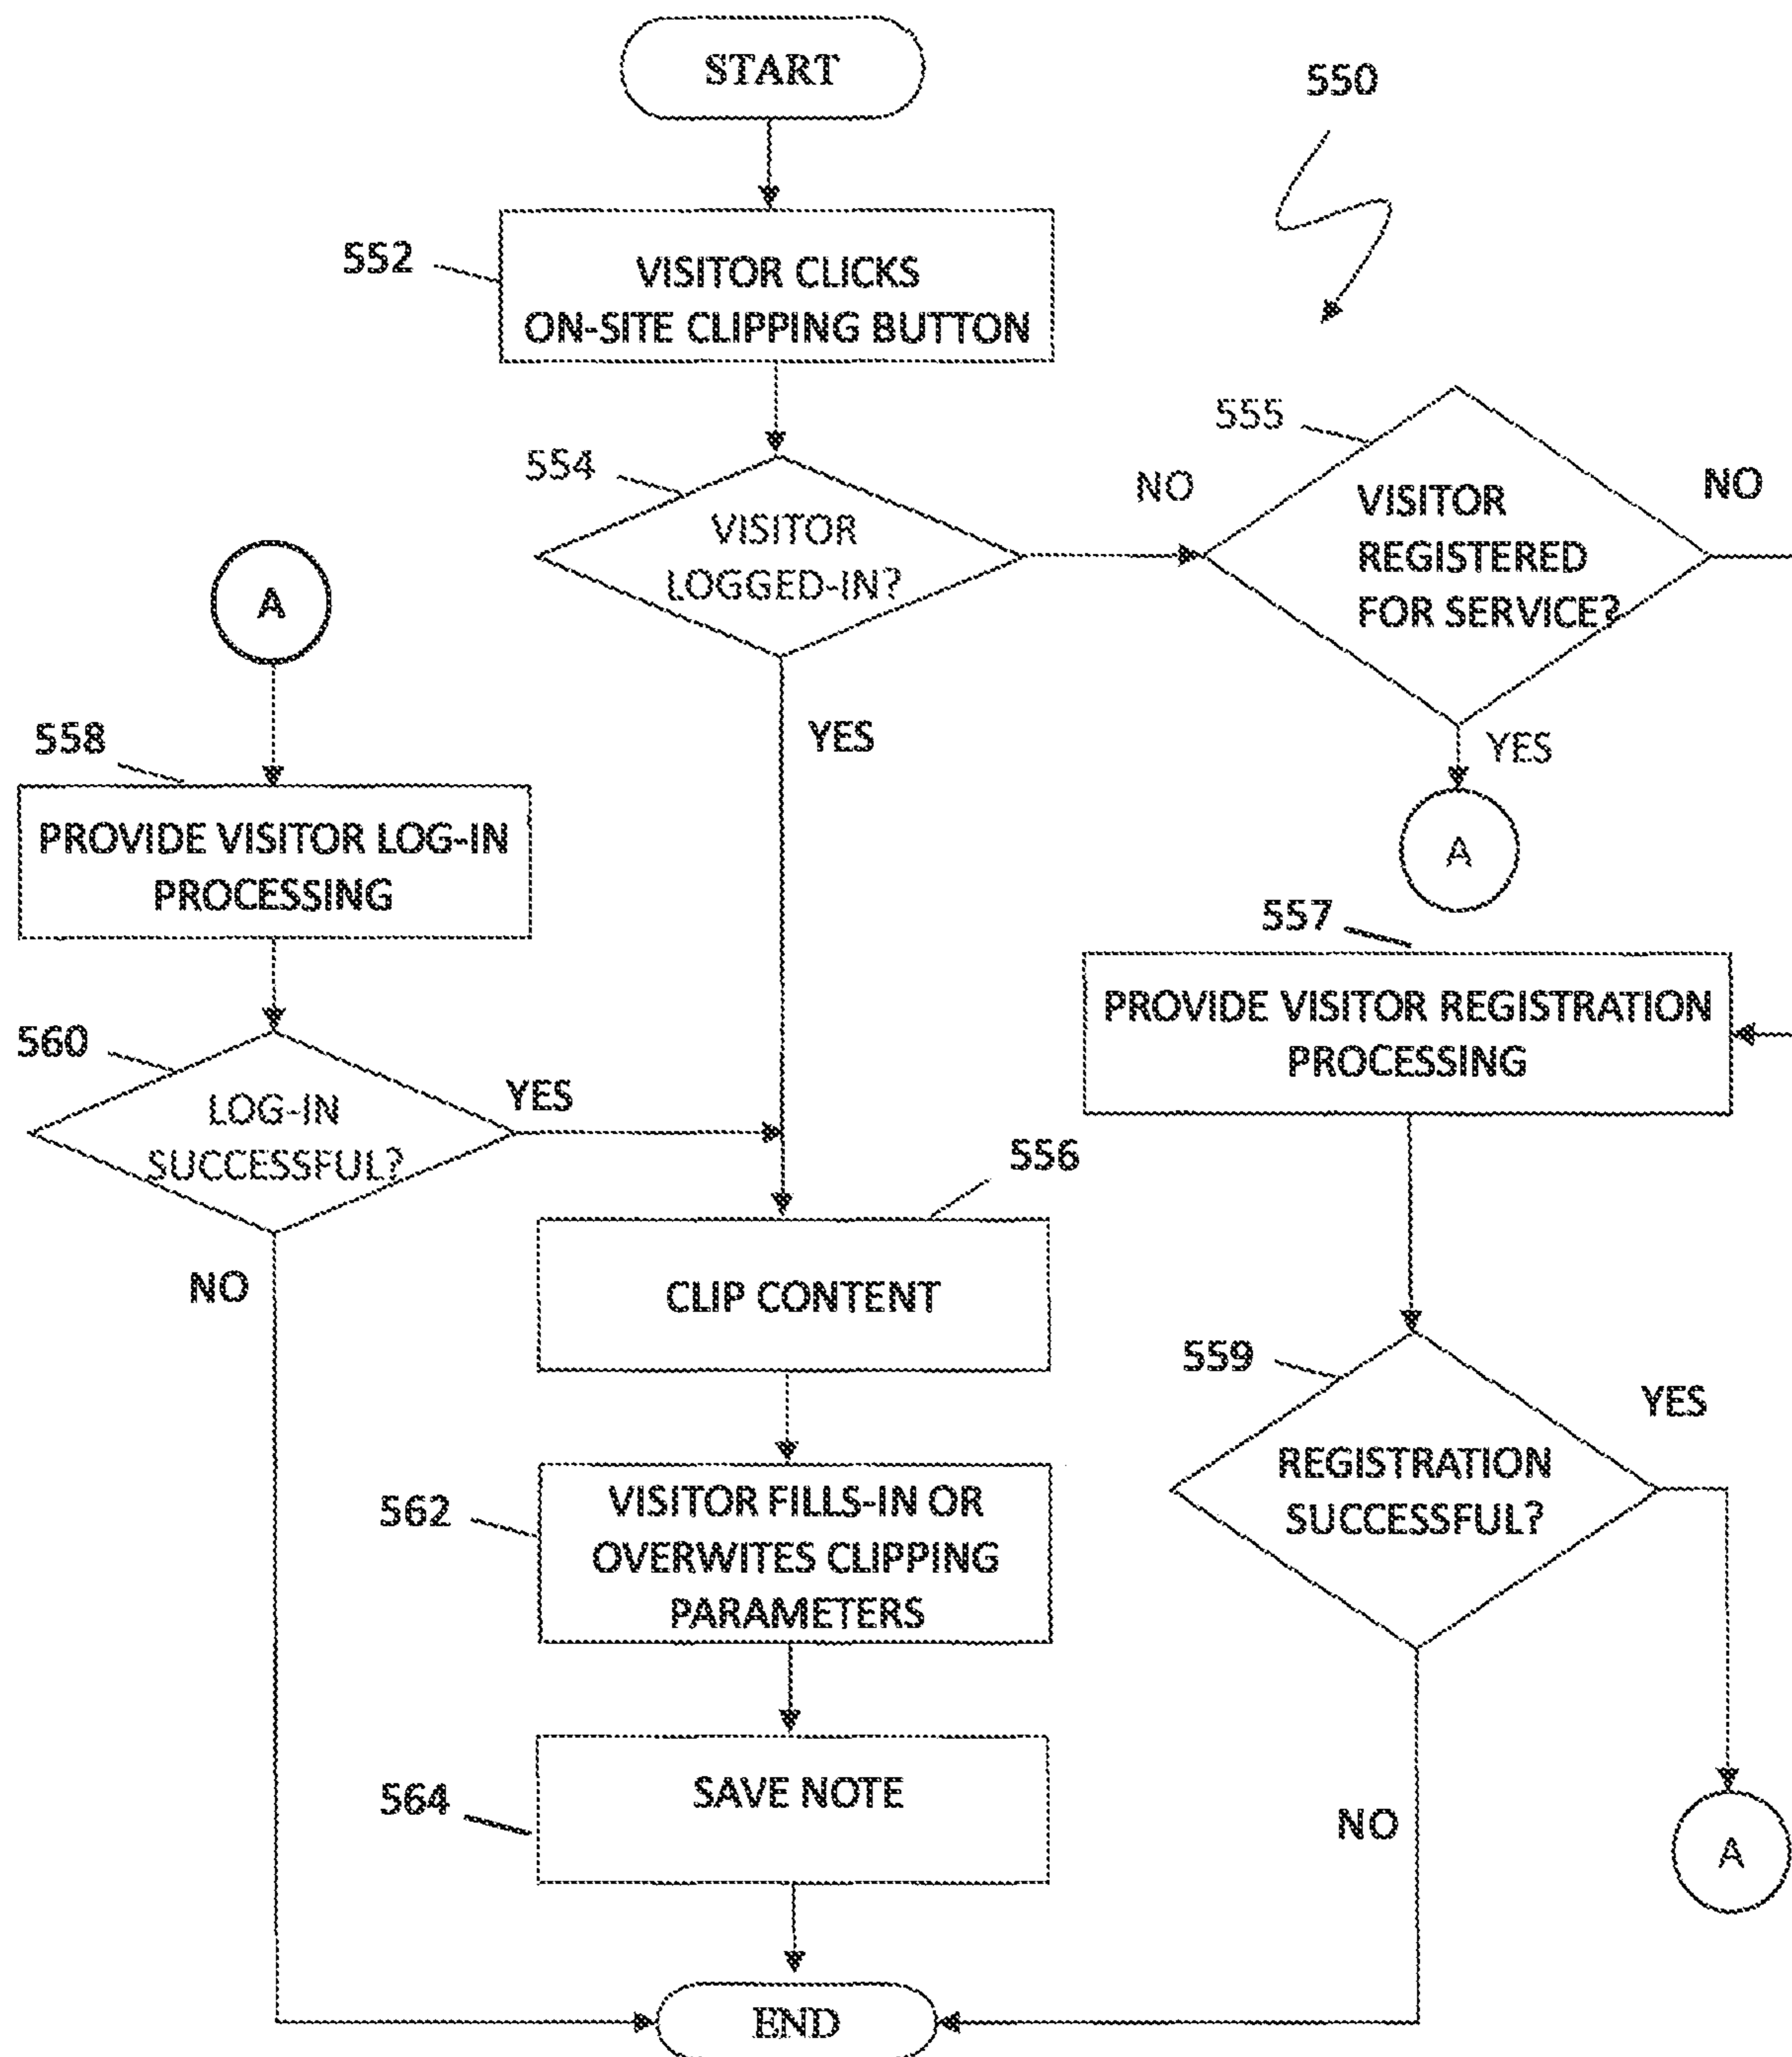 START
550
552
VISITOR CLICKS
ON-SITE CLIPPING BUTTON
554
VISITOR
LOGGED-IN?
NO
555
VISITOR
REGISTERED
FOR SERVICE?
NO
YES
A
YES
A
558
PROVIDE VISITOR LOG-IN
PROCESSING
557
PROVIDE VISITOR REGISTRATION
PROCESSING
560
LOG-IN
SUCCESSFUL?
YES
NO
556
CLIP CONTENT
559
REGISTRATION
SUCCESSFUL?
YES
562
VISITOR FILLS-IN OR
OVERWITES CLIPPING
PARAMETERS
564
SAVE NOTE
NO
A
END